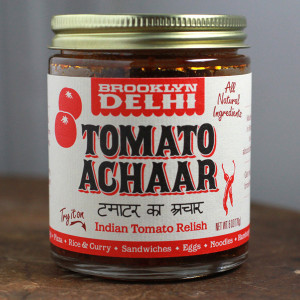 BROOKLYN
DELHI
All
Natural
Ingredients
TOMATO
ACHAAR
टमाटर का अचार
Try it on
Indian Tomato Relish
Pizza • Rice & Curry • Sandwiches • Eggs • Noodles •